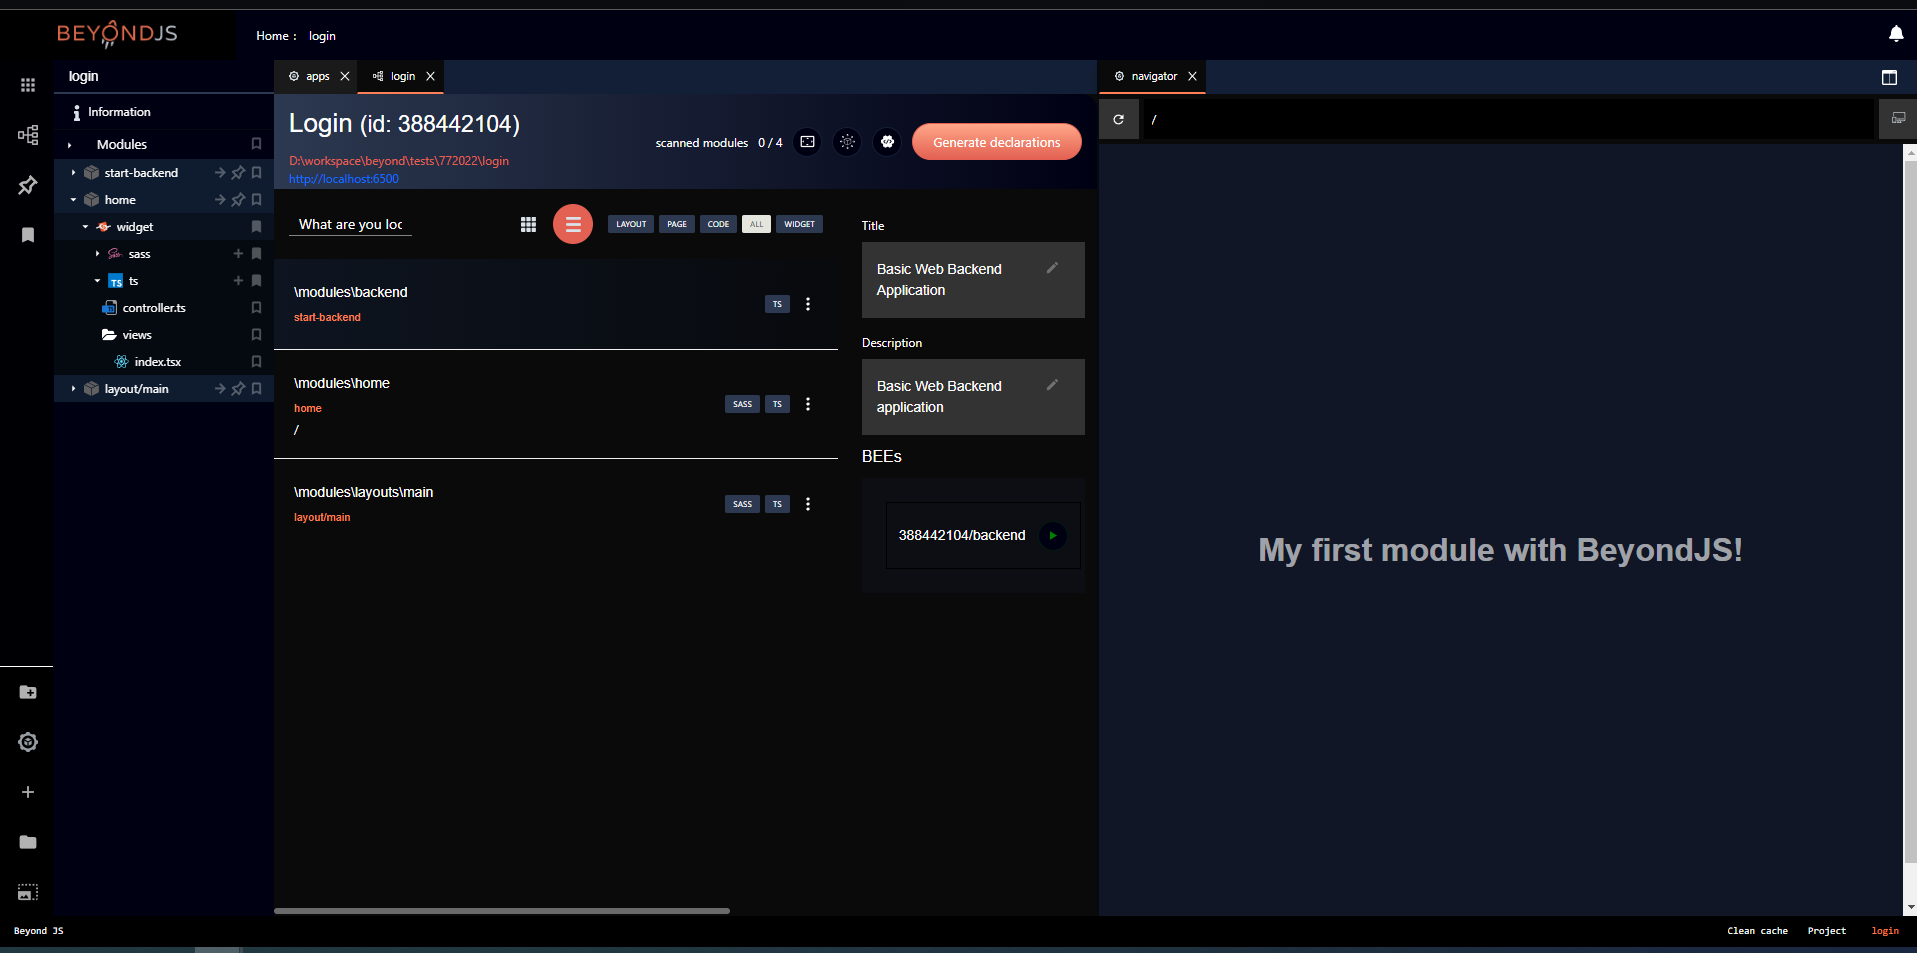 BEYONDJS
Home :
login
login
Information
Modules
start-backend
home
widget
sass
TS ts
controller.ts
views
index.tsx
layout/main
apps
login
Login (id: 388442104)
D:\workspace\beyond\tests\772022\login
http://localhost:6500
scanned modules 0 / 4
Generate declarations
What are you loc
LAYOUT
PAGE
CODE
ALL
WIDGET
\modules\backend
start-backend
TS
\modules\home
home
/
SASS
TS
\modules\layouts\main
layout/main
SASS
TS
Title
Basic Web Backend
Application
Description
Basic Web Backend
application
BEEs
388442104/backend
navigator
/
My first module with BeyondJS!
Beyond JS
Clean cache
Project
login